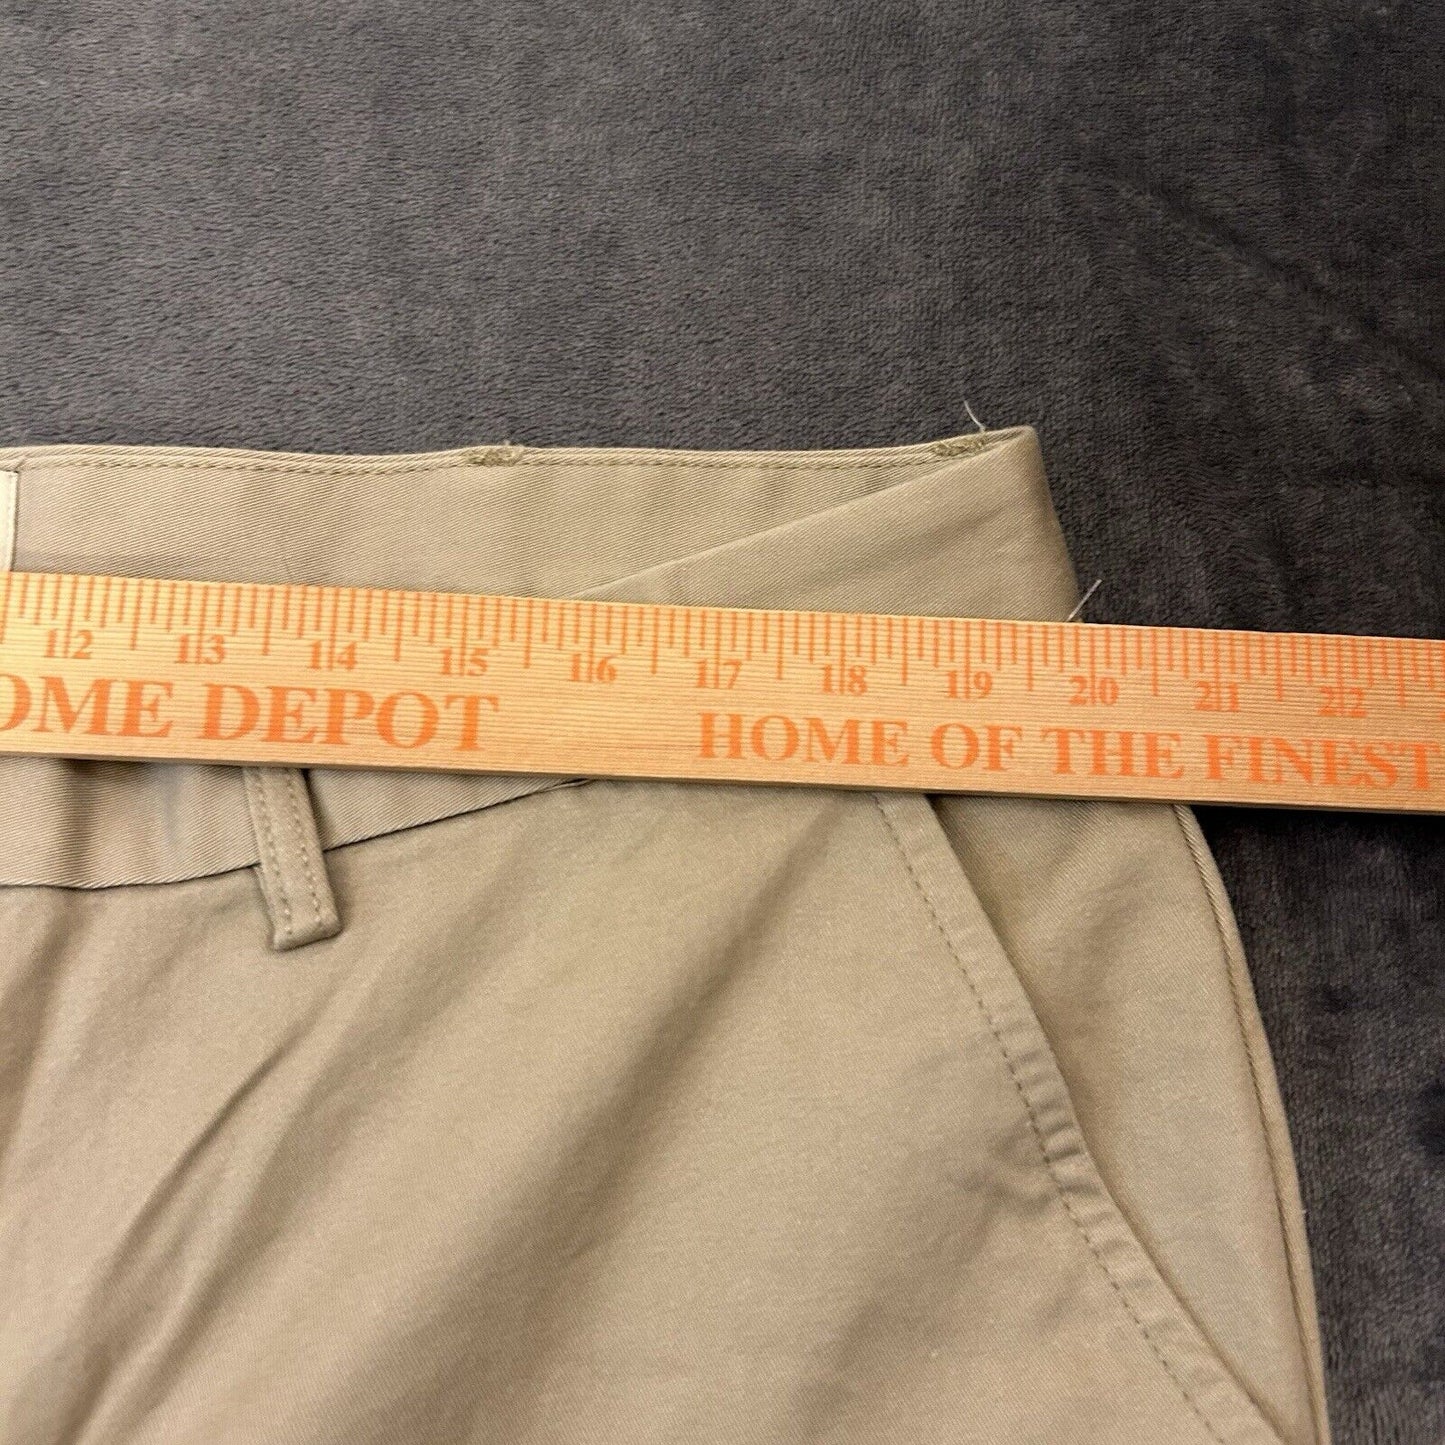 12 13 14 15 16 17 18 19 20 21 22
OME DEPOT HOME OF THE FINEST